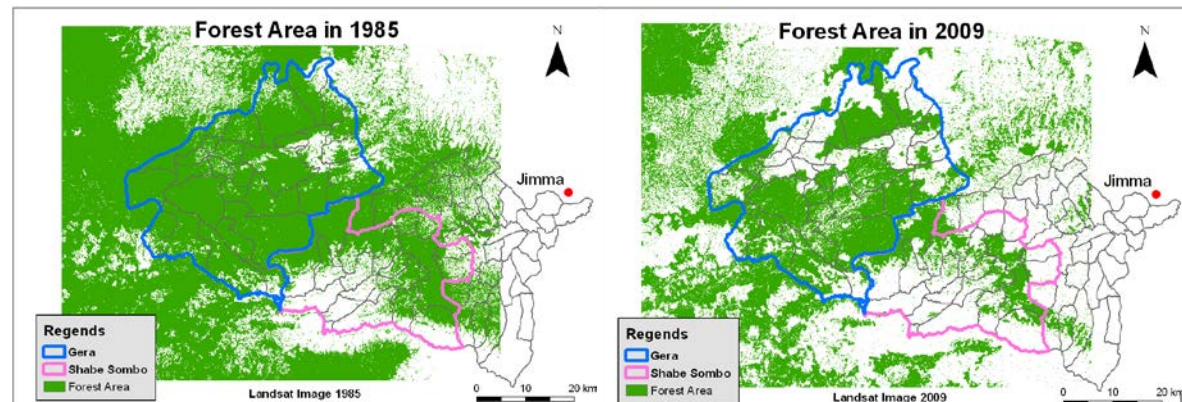 Forest Area in 1985
N
Jimma
Regends
Gera
Shabe Sombo
Forest Area
Landsat Image 1985
0 10 20 km
Forest Area in 2009
N
Jimma
Regends
Gera
Shabe Sombo
Forest Area
Landsat Image 2009
0 5 10 20 km